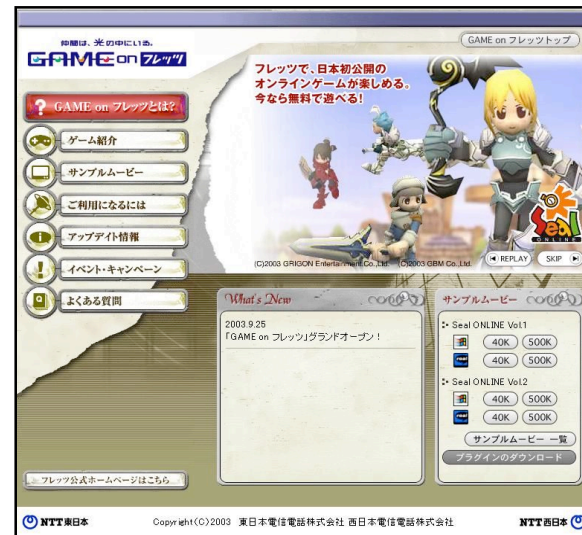 仲間は、光の中にいる。
GAME on フレッツ
GAME on フレッツトップ
フレッツで、日本初公開の
オンラインゲームが楽しめる。
今なら無料で遊べる!
? GAME on フレッツとは?
ゲーム紹介
サンプルムービー
ご利用になるには
アップデイト情報
イベント・キャンペーン
よくある質問
Seal ONLINE
(C)2003 GRIGON Entertainment Co.,Ltd. (C)2003 GBM Co.,Ltd.
REPLAY SKIP
What's New
2003.9.25
「GAME on フレッツ」グランドオープン!
サンプルムービー
Seal ONLINE Vol.1
40K 500K
real 40K 500K
Seal ONLINE Vol.2
40K 500K
real 40K 500K
サンプルムービー 一覧
プラグインのダウンロード
フレッツ公式ホームページはこちら
NTT東日本 Copyright(C)2003 東日本電信電話株式会社 西日本電信電話株式会社 NTT西日本